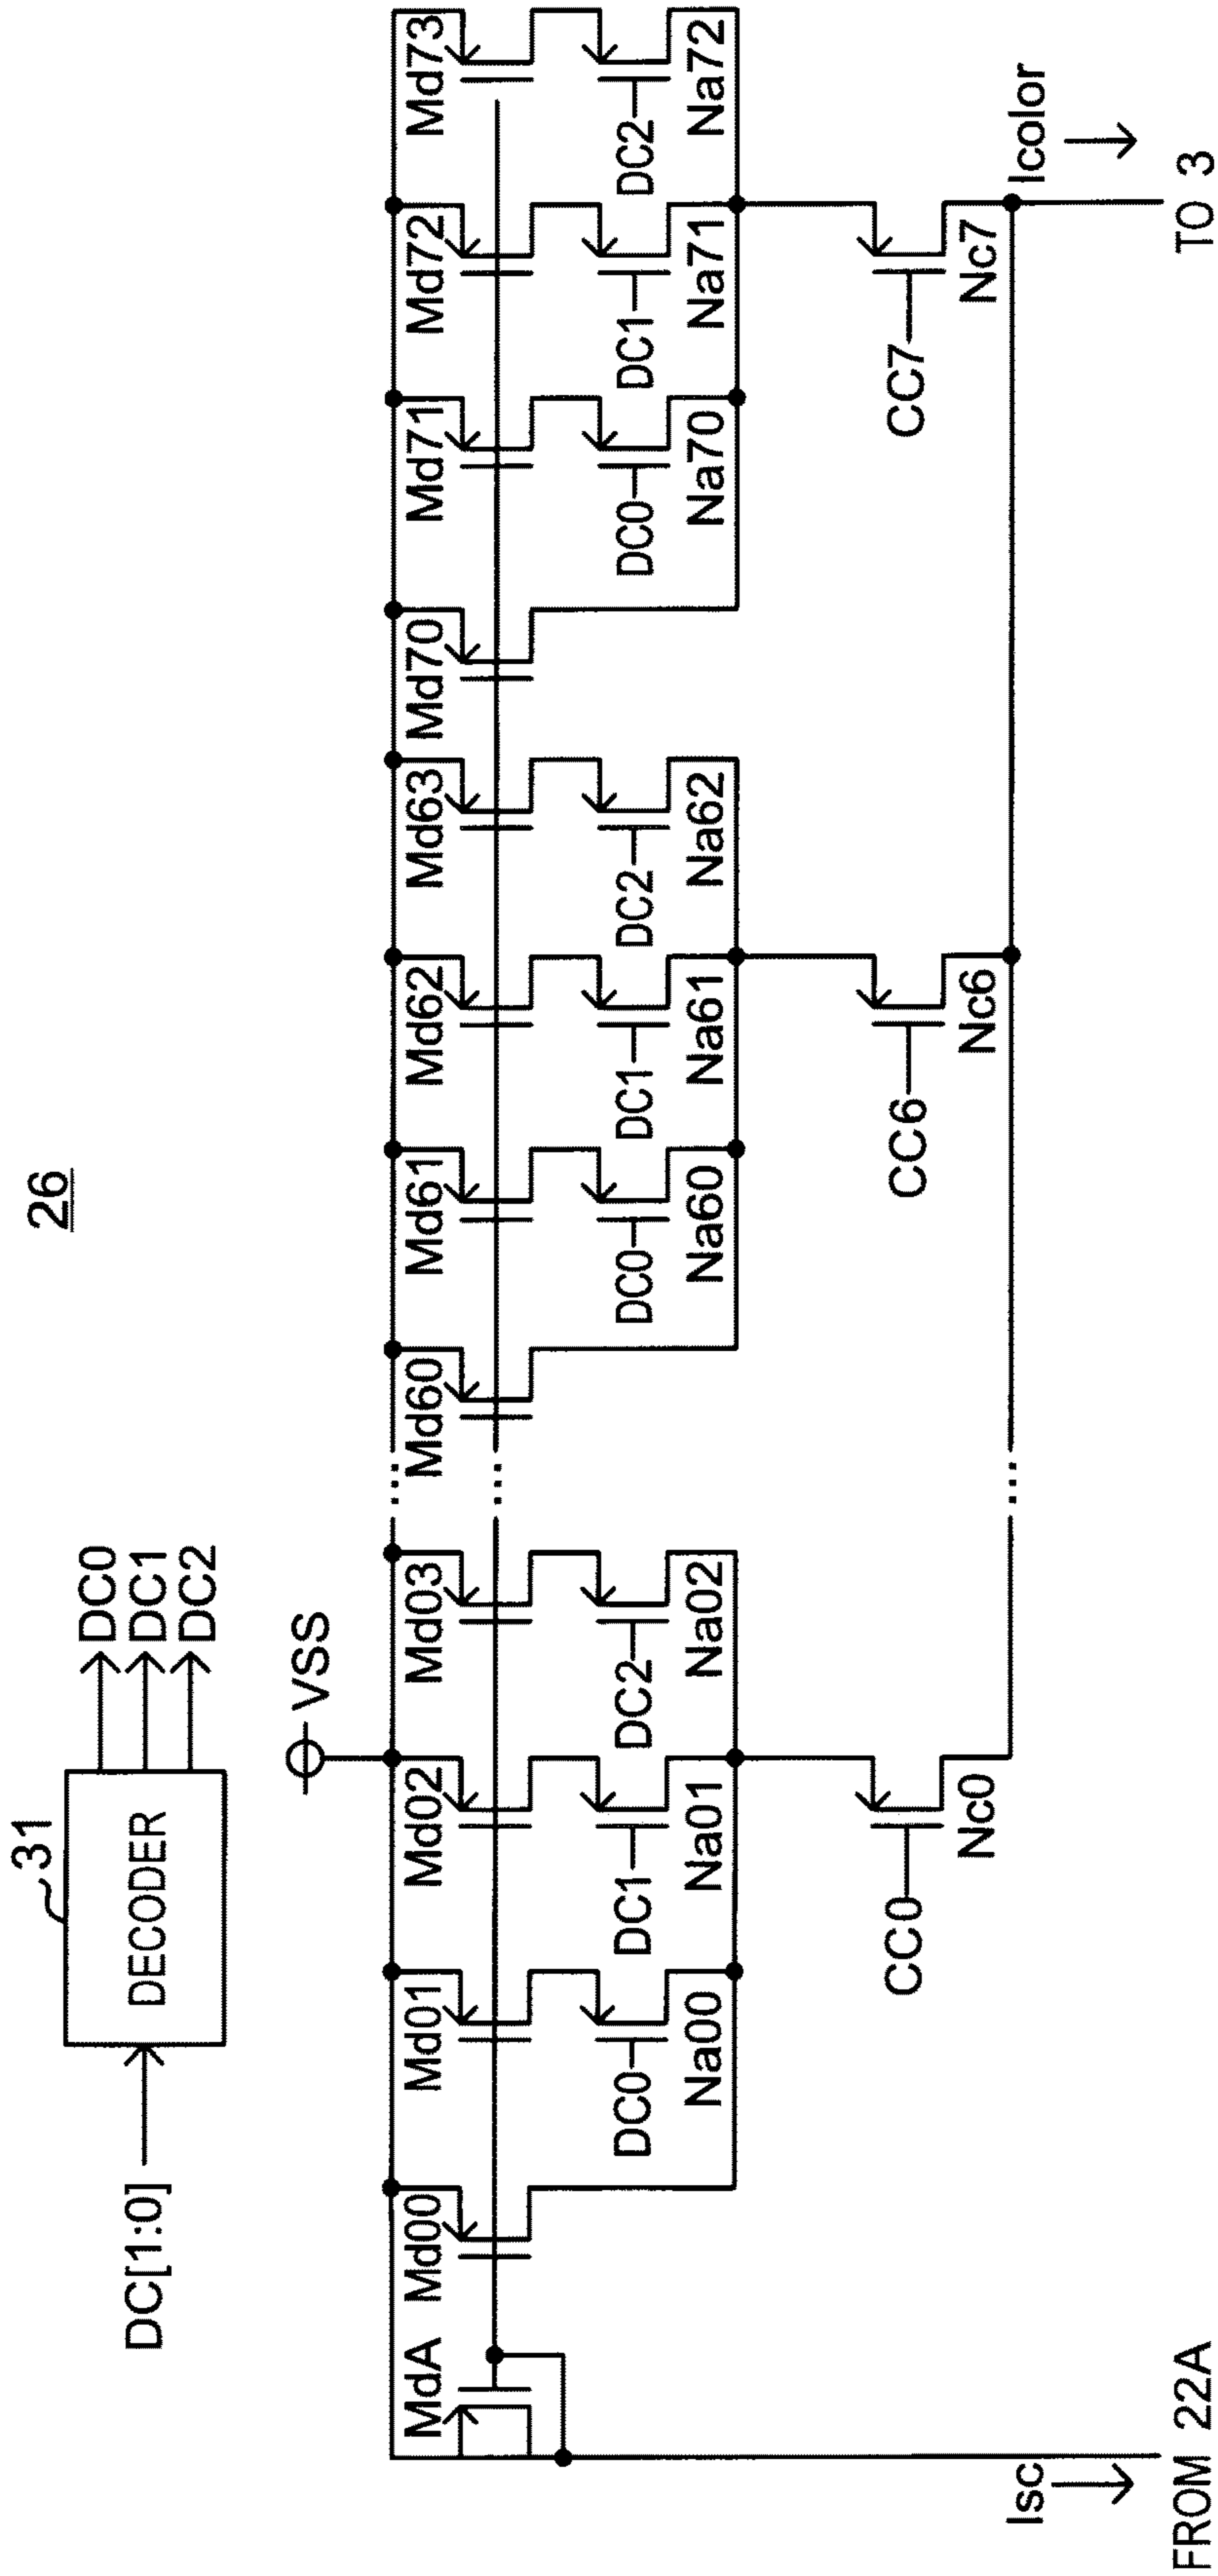 26
31
DECODER
DC[1:0]
DC0
DC1
DC2
VSS
MdA
Md00
Md01
Md02
Md03
...
Md60
Md61
Md62
Md63
Md70
Md71
Md72
Md73
...
DC0
DC1
DC2
DC0
DC1
DC2
DC0
DC1
DC2
Na00
Na01
Na02
Na60
Na61
Na62
Na70
Na71
Na72
CC0
CC6
CC7
Nc0
Nc6
Nc7
...
Isc
Icolor
FROM 22A
TO 3